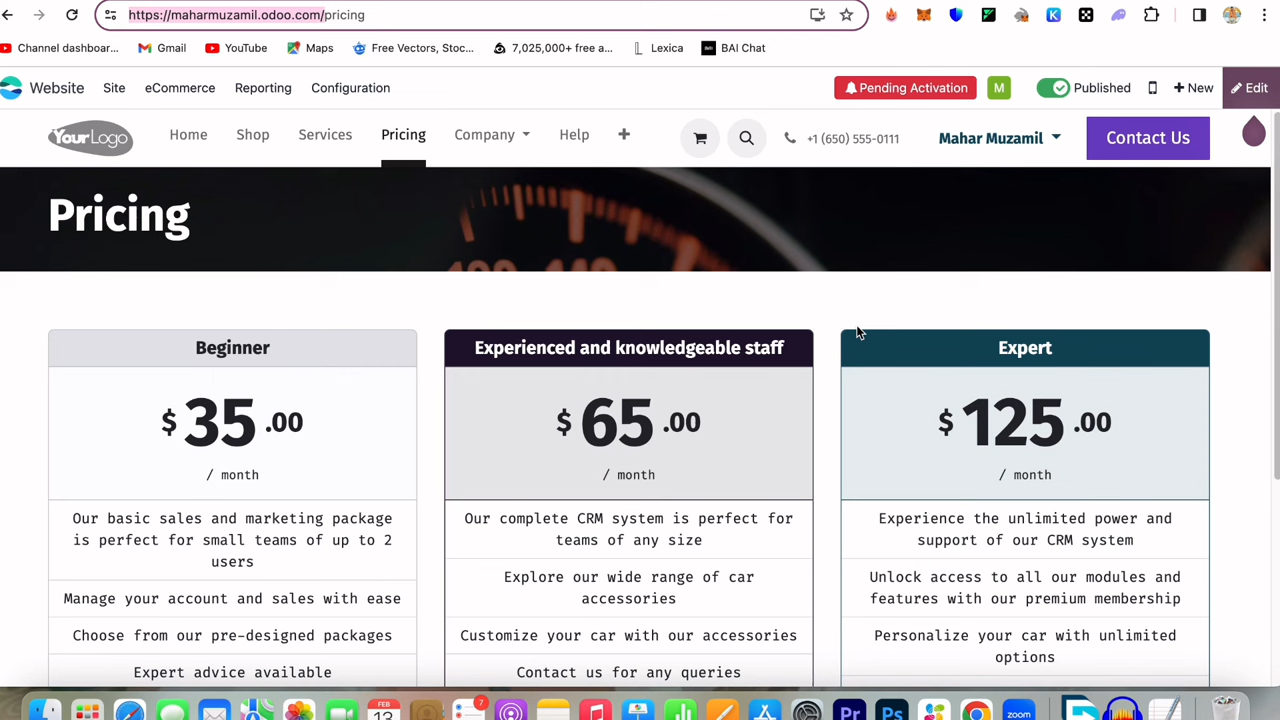 https://maharmuzamil.odoo.com/pricing
Channel dashboar...
Gmail
YouTube
Maps
Free Vectors, Stoc...
7,025,000+ free a...
Lexica
BAI Chat
Website
Site
eCommerce
Reporting
Configuration
Pending Activation
M
Published
+ New
Edit
YourLogo
Home
Shop
Services
Pricing
Company
Help
+
+1 (650) 555-0111
Mahar Muzamil
Contact Us
Pricing
Beginner
$ 35 .00
/ month
Our basic sales and marketing package
is perfect for small teams of up to 2
users
Manage your account and sales with ease
Choose from our pre-designed packages
Expert advice available
Experienced and knowledgeable staff
$ 65 .00
/ month
Our complete CRM system is perfect for
teams of any size
Explore our wide range of car
accessories
Customize your car with our accessories
Contact us for any queries
Expert
$ 125 .00
/ month
Experience the unlimited power and
support of our CRM system
Unlock access to all our modules and
features with our premium membership
Personalize your car with unlimited
options
FEB
13
7
Pr
Ps
zoom